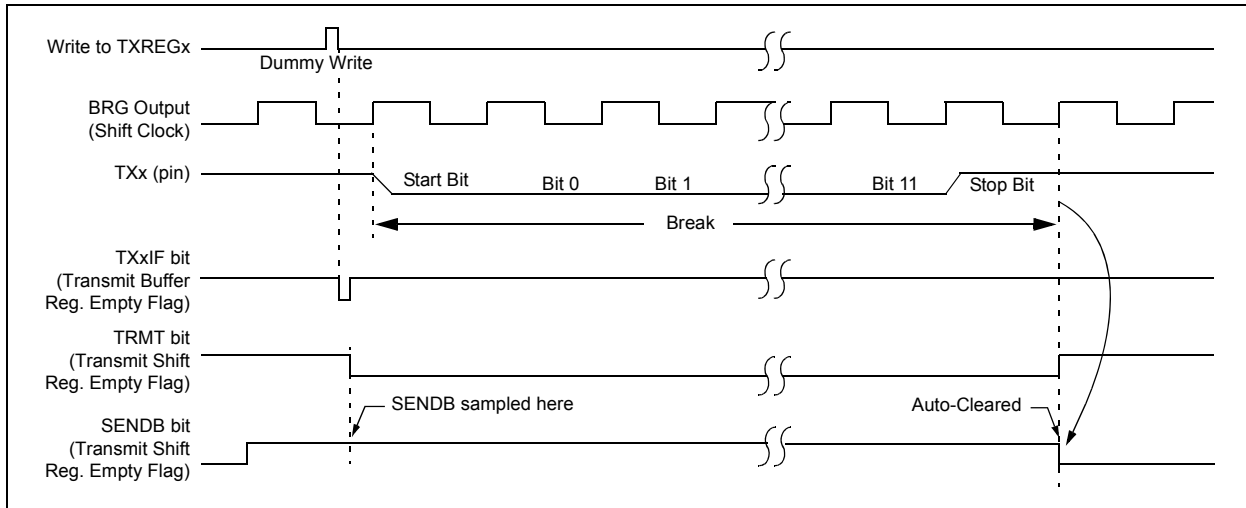 Write to TXREGx
Dummy Write
BRG Output
(Shift Clock)
TXx (pin)
Start Bit
Bit 0
Bit 1
Bit 11
Stop Bit
Break
TXxIF bit
(Transmit Buffer
Reg. Empty Flag)
TRMT bit
(Transmit Shift
Reg. Empty Flag)
SENDB sampled here
Auto-Cleared
SENDB bit
(Transmit Shift
Reg. Empty Flag)